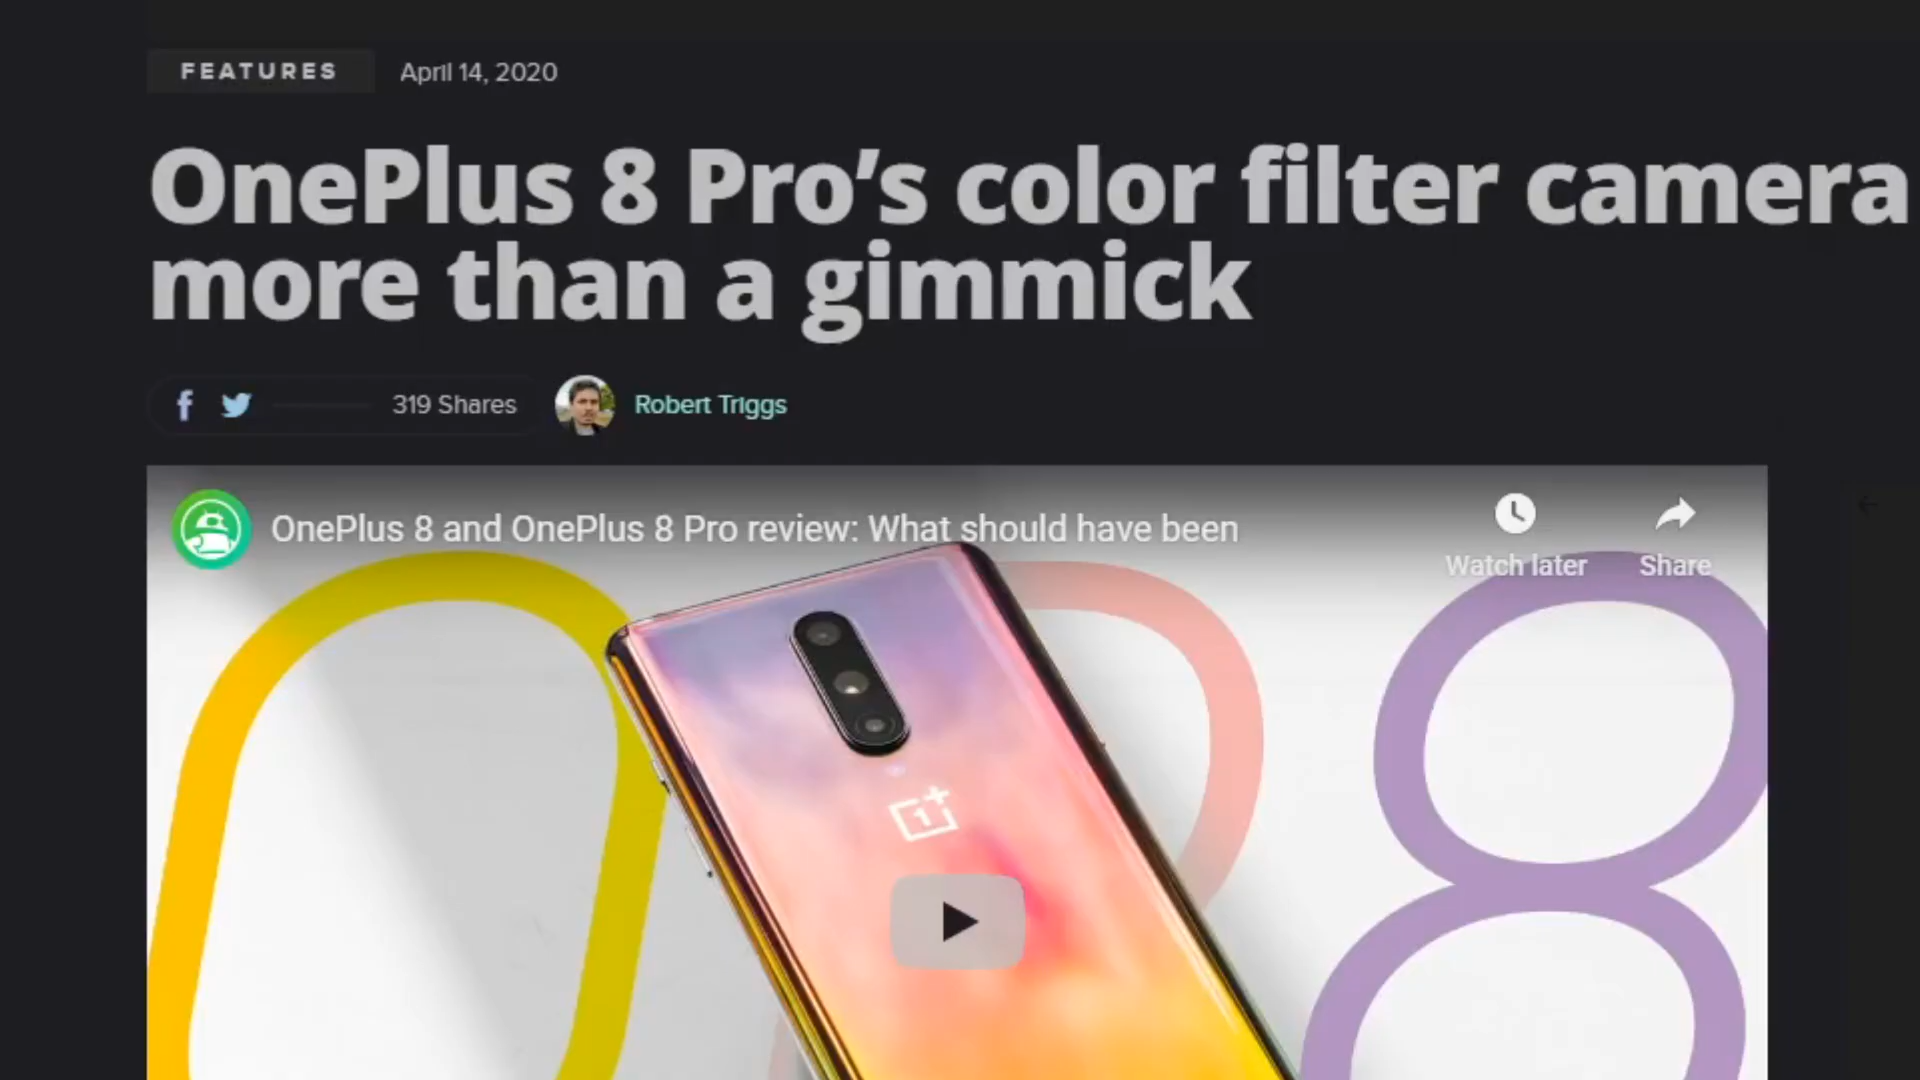 FEATURES April 14, 2020
OnePlus 8 Pro’s color filter camera
more than a gimmick
319 Shares Robert Triggs
OnePlus 8 and OnePlus 8 Pro review: What should have been
Watch later Share
1+